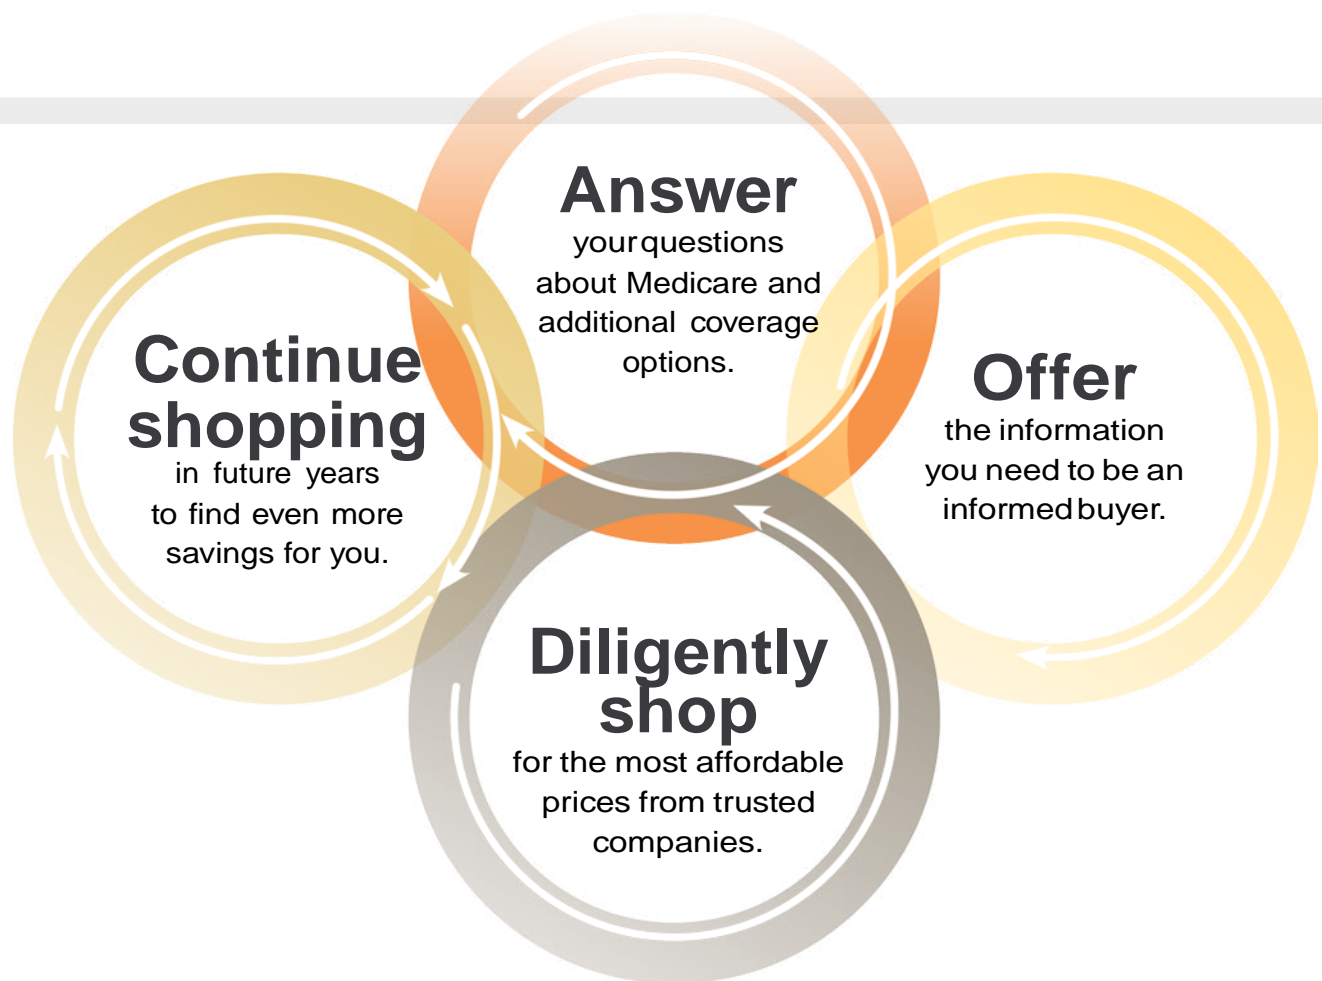 Answer
your questions
about Medicare and
additional coverage
options.
Offer
the information
you need to be an
informed buyer.
Diligently
shop
for the most affordable
prices from trusted
companies.
Continue
shopping
in future years
to find even more
savings for you.